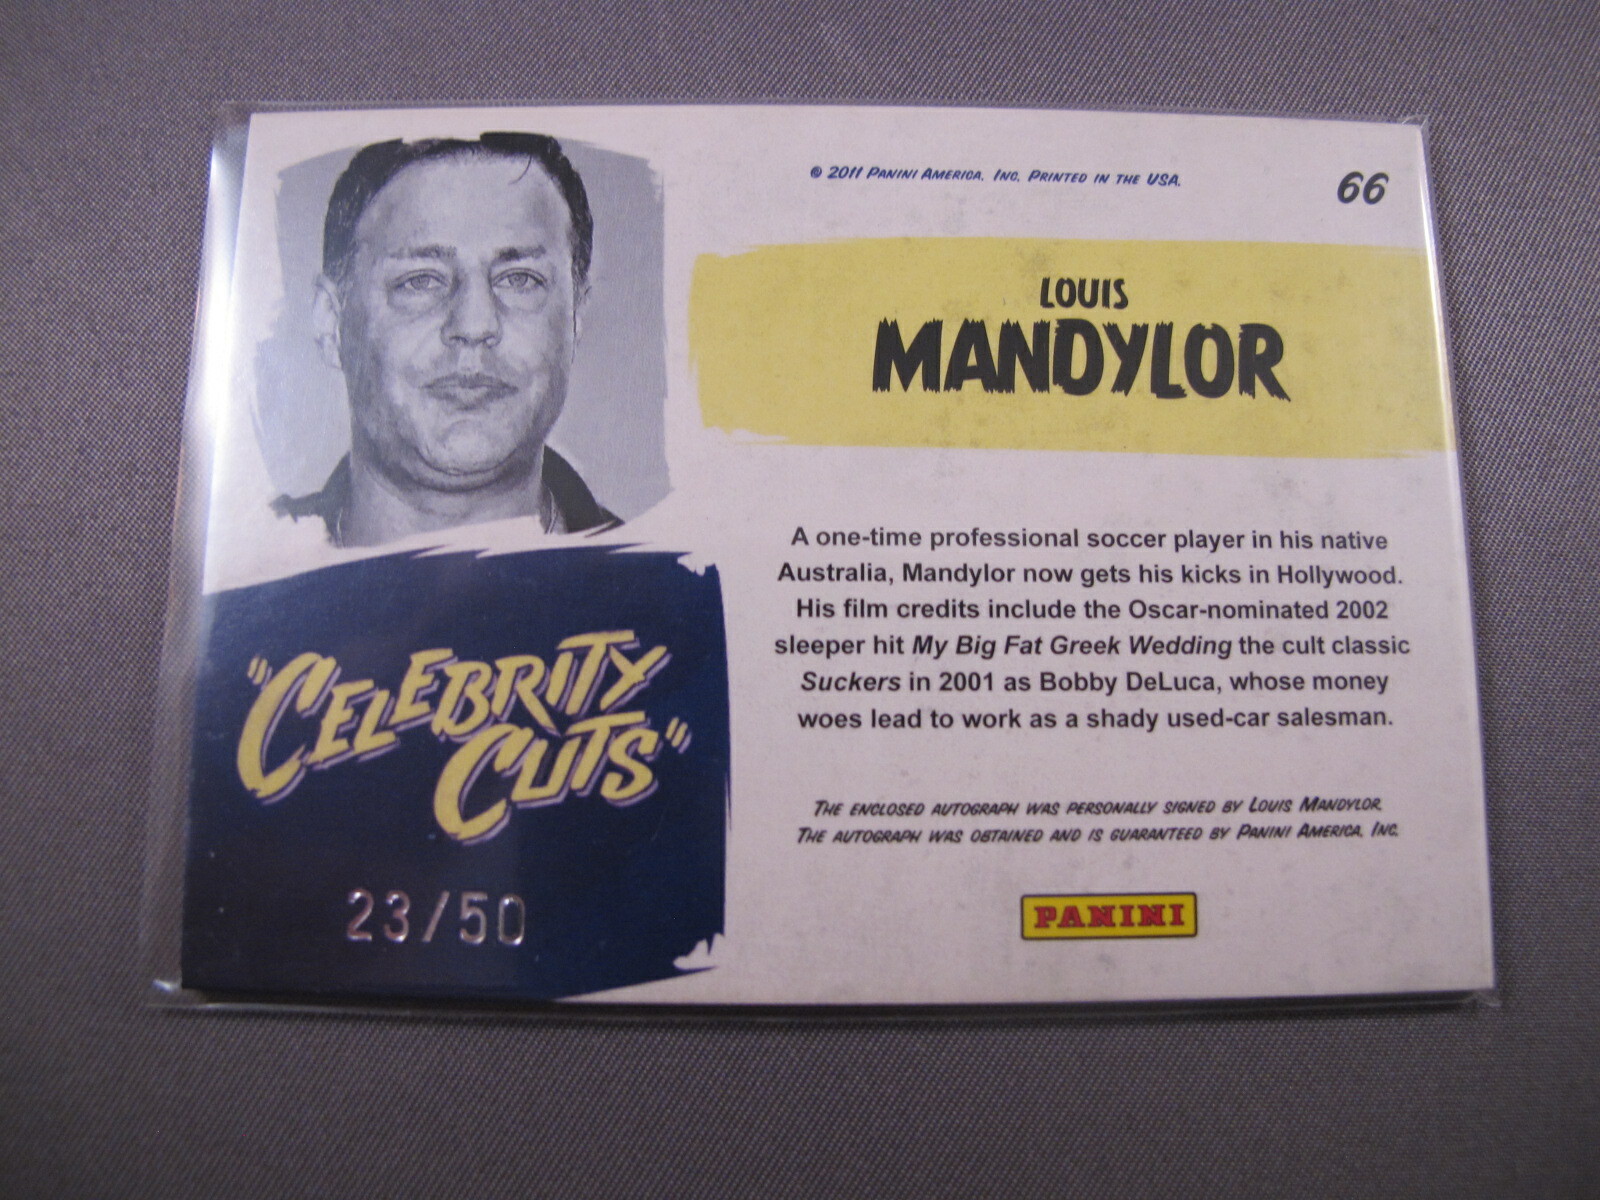 © 2011 PANINI AMERICA, INC. PRINTED IN THE USA.
66
LOUIS
MANDYLOR
A one-time professional soccer player in his native
Australia, Mandylor now gets his kicks in Hollywood.
His film credits include the Oscar-nominated 2002
sleeper hit My Big Fat Greek Wedding the cult classic
Suckers in 2001 as Bobby DeLuca, whose money
woes lead to work as a shady used-car salesman.
"CELEBRITY
CUTS"
23/50
THE ENCLOSED AUTOGRAPH WAS PERSONALLY SIGNED BY LOUIS MANDYLOR.
THE AUTOGRAPH WAS OBTAINED AND IS GUARANTEED BY PANINI AMERICA, INC.
PANINI